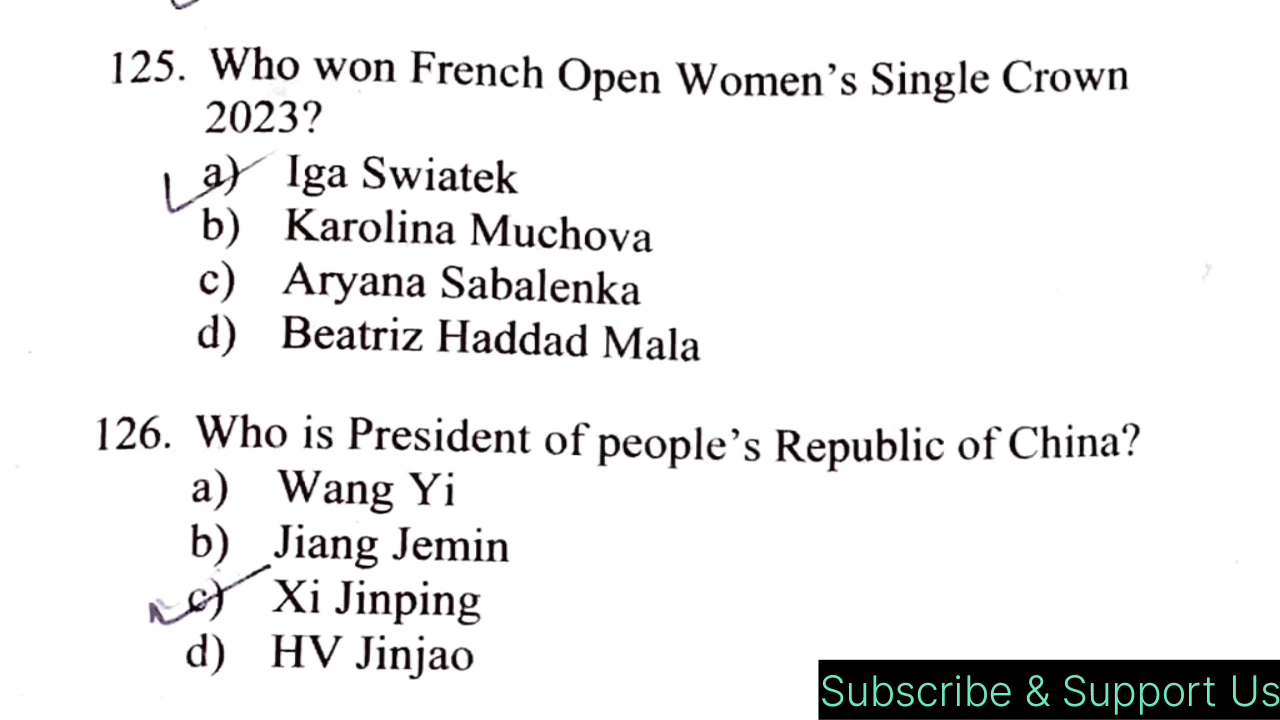 125. Who won French Open Women's Single Crown
2023?
a) Iga Swiatek
b) Karolina Muchova
c) Aryana Sabalenka
d) Beatriz Haddad Mala
126. Who is President of people's Republic of China?
a) Wang Yi
b) Jiang Jemin
c) Xi Jinping
d) HV Jinjao
Subscribe & Support Us